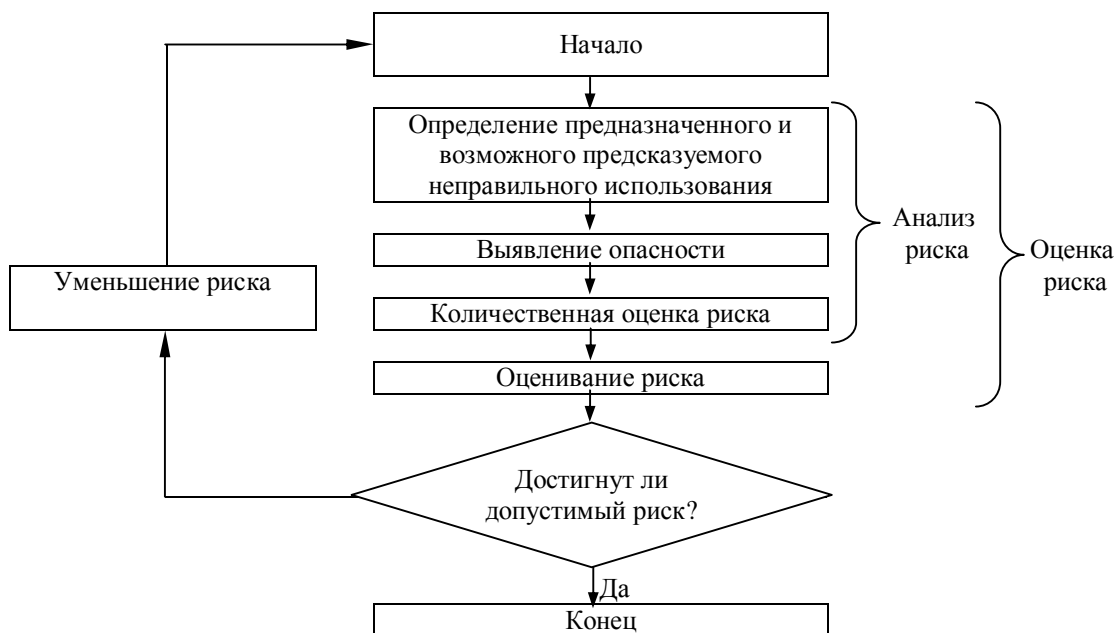 Начало
Определение предназначенного и
возможного предсказуемого
неправильного использования
Выявление опасности
Количественная оценка риска
Оценивание риска
Анализ
риска
Оценка
риска
Уменьшение риска
Достигнут ли
допустимый риск?
Да
Конец